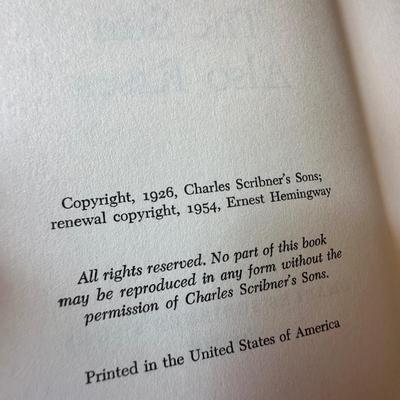 Copyright, 1926, Charles Scribner's Sons;
renewal copyright, 1954, Ernest Hemingway
All rights reserved. No part of this book
may be reproduced in any form without the
permission of Charles Scribner's Sons.
Printed in the United States of America